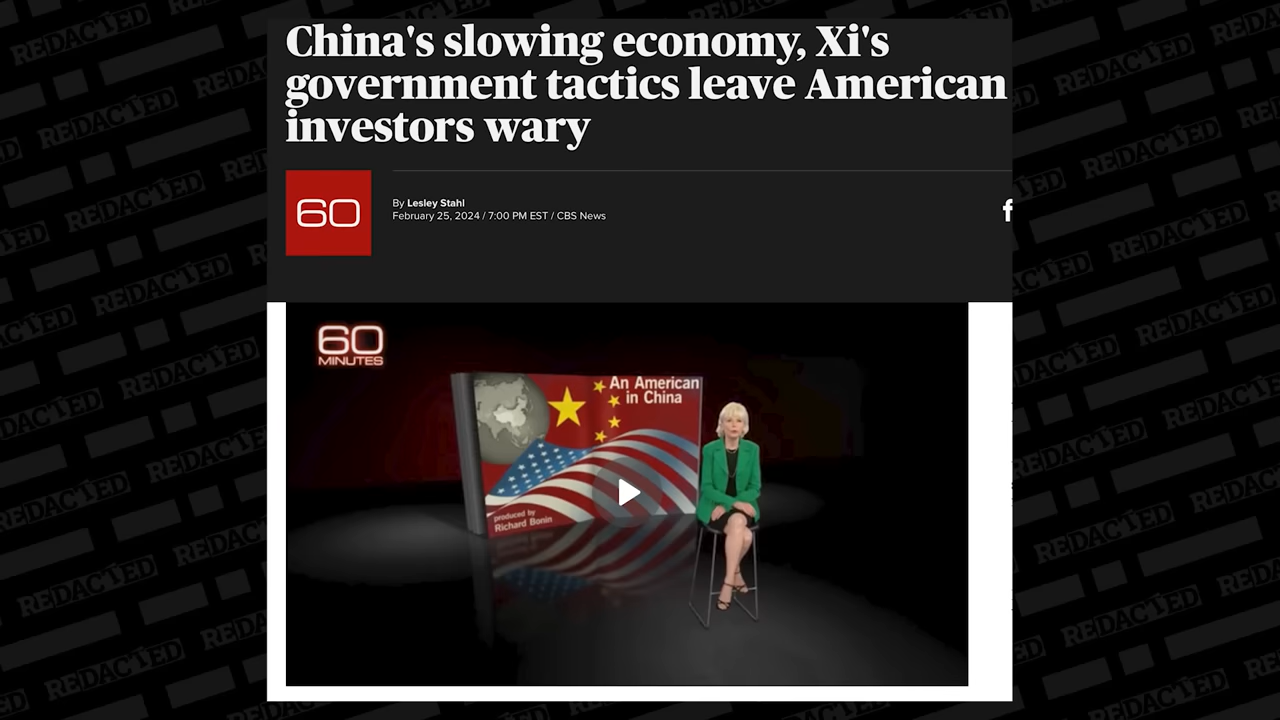 China's slowing economy, Xi's
government tactics leave American
investors wary
60
By Lesley Stahl
February 25, 2024 / 7:00 PM EST / CBS News
f
60
MINUTES
An American
in China
produced by
Richard Bonin
REDACTED